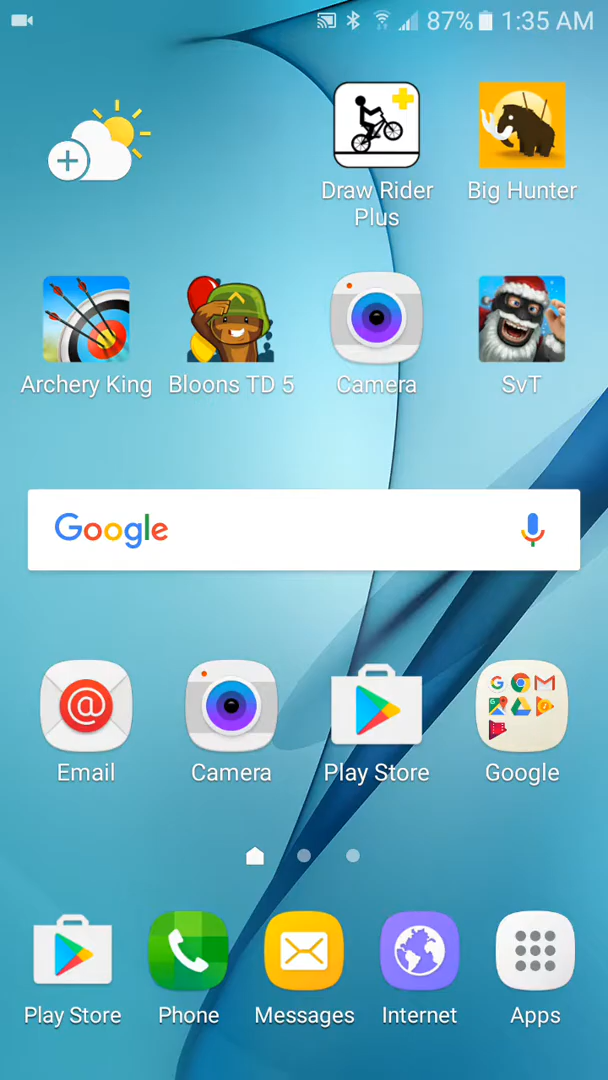 87% 1:35 AM
Draw Rider
Plus
Big Hunter
Archery King
Bloons TD 5
Camera
SvT
Google
Email
Camera
Play Store
Google
Play Store
Phone
Messages
Internet
Apps